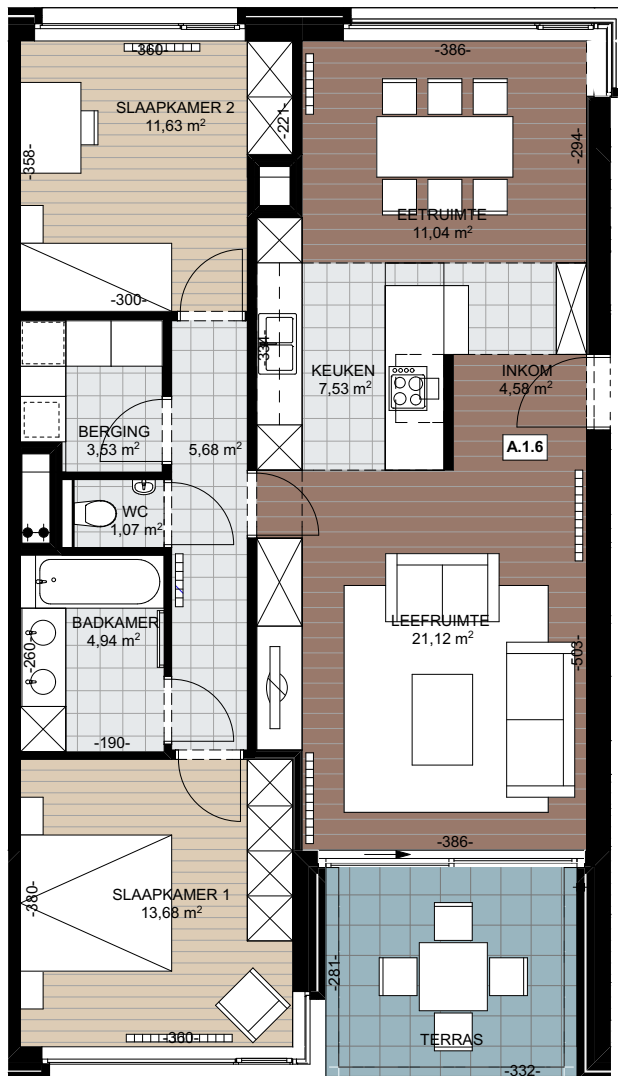 -360-
-386-
SLAAPKAMER 2
11,63 m²
-221-
-294-
-358-
EETRUIMTE
11,04 m²
-300-
-334-
KEUKEN
7,53 m²
INKOM
4,58 m²
BERGING
3,53 m²
5,68 m²
A.1.6
WC
1,07 m²
BADKAMER
4,94 m²
LEEFRUIMTE
21,12 m²
-260-
-503-
-190-
-386-
SLAAPKAMER 1
13,68 m²
-380-
-281-
-360-
TERRAS
-332-